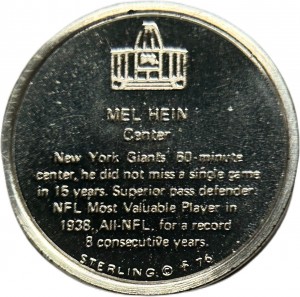 MEL HEIN
Center
New York Giants' 60-minute
center, he did not miss a single game
in 15 years. Superior pass defender.
NFL Most Valuable Player in
1938. All-NFL, for a record
8 consecutive years.
STERLING © F 76